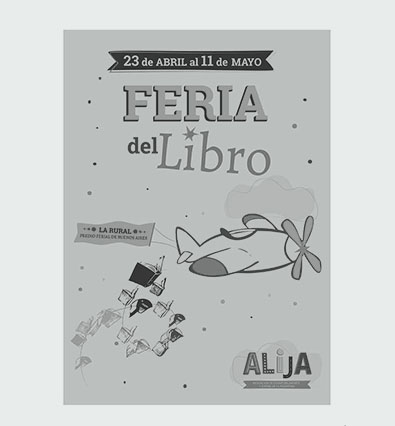 23 de ABRIL al 11 de MAYO
FERIA
del Libro
LA RURAL
PREDIO FERIAL DE BUENOS AIRES
ALIJA